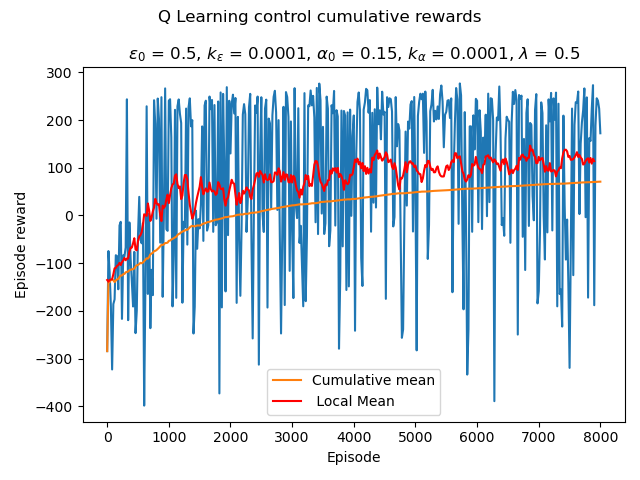 Q Learning control cumulative rewards
ε₀ = 0.5, kε = 0.0001, α₀ = 0.15, kα = 0.0001, λ = 0.5
300
200
100
0
−100
−200
−300
−400
Episode reward
Cumulative mean
Local Mean
0 1000 2000 3000 4000 5000 6000 7000 8000
Episode